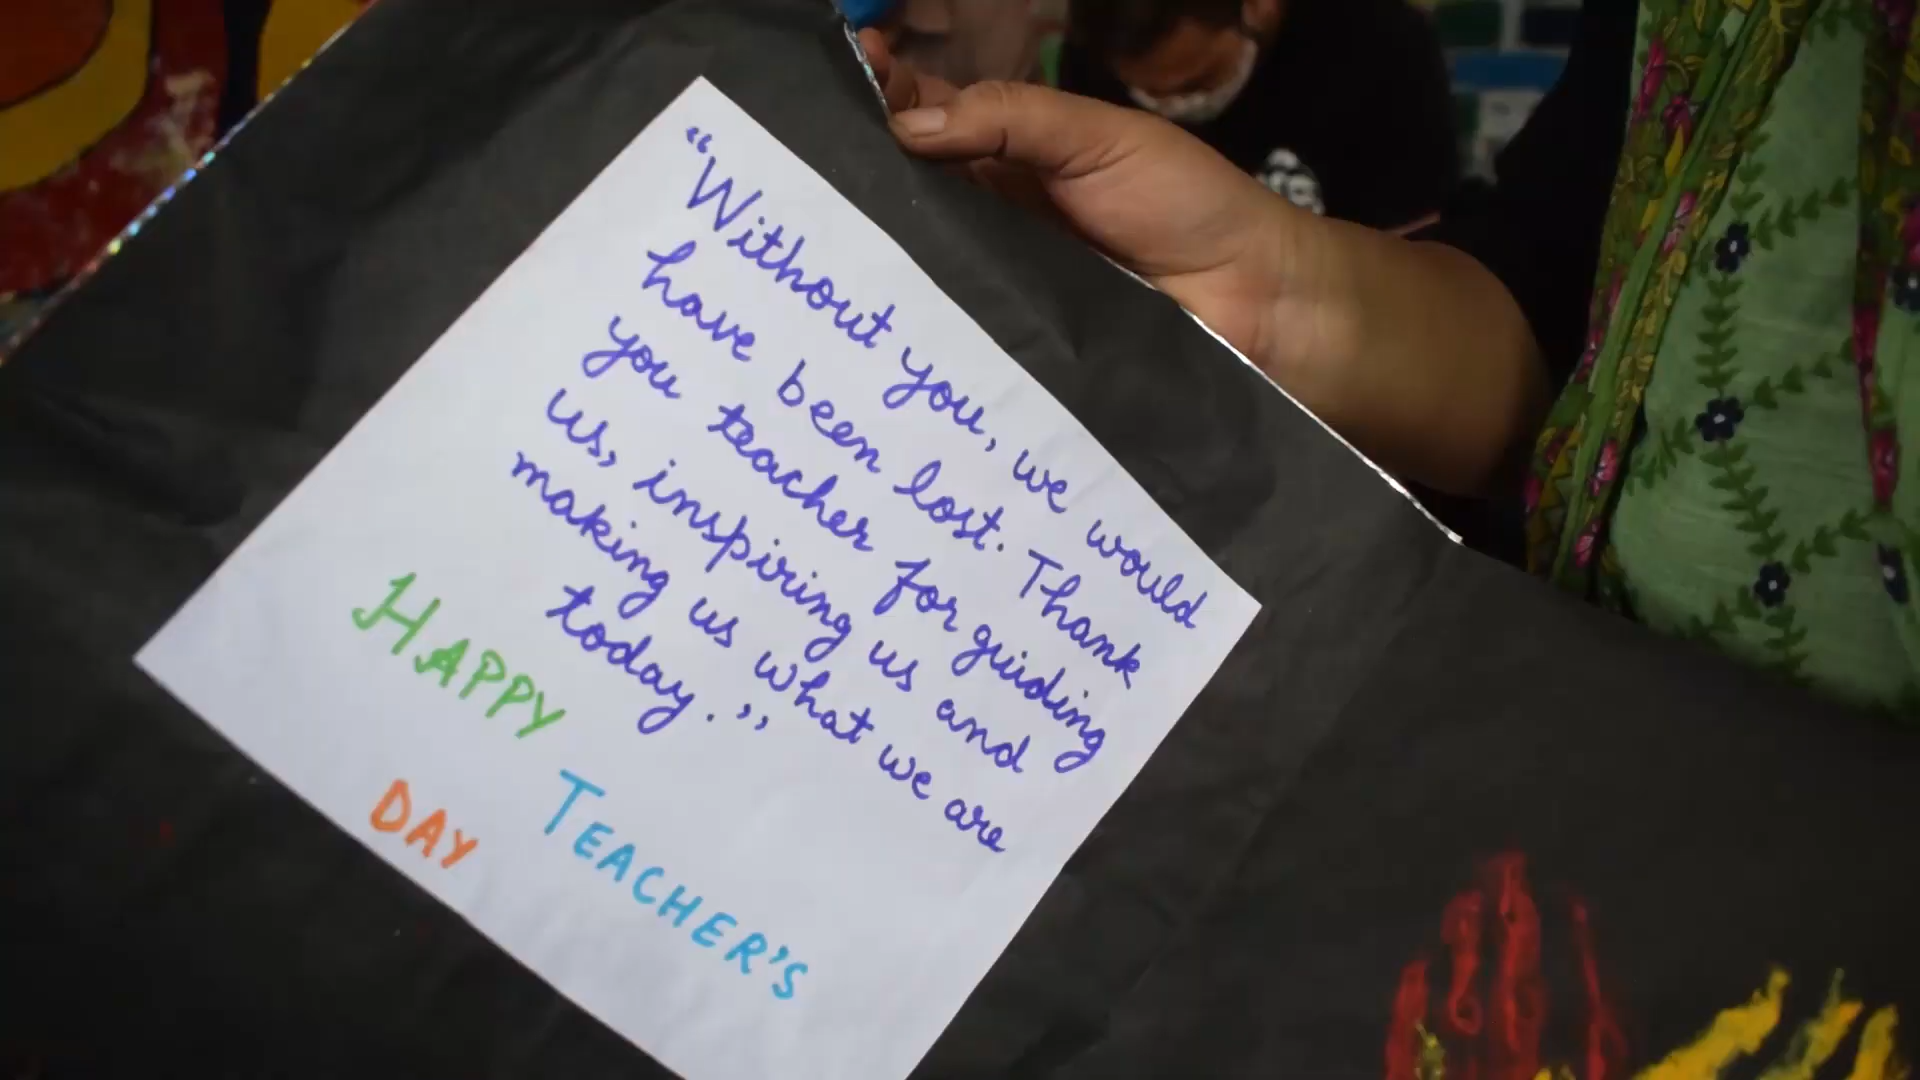 “Without you, we would
have been lost. Thank
you teacher for guiding
us, inspiring us and
making us what we are
today.”
HAPPY
TEACHER'S
DAY